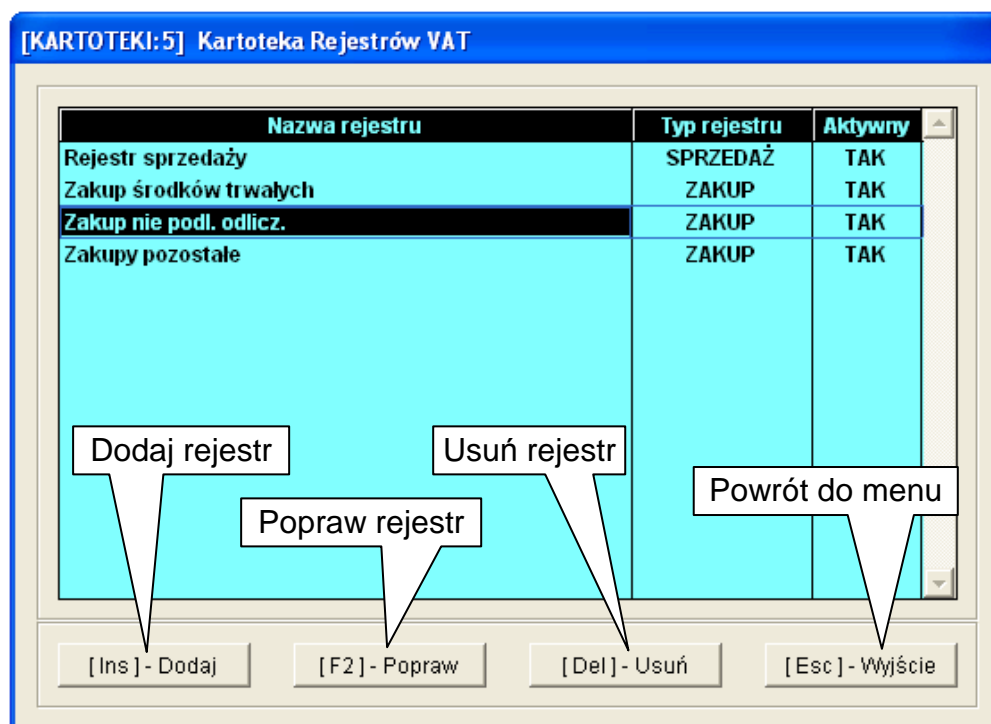 [KARTOTEKI:5] Kartoteka Rejestrów VAT
Nazwa rejestru Typ rejestru Aktywny
Rejestr sprzedaży SPRZEDAŻ TAK
Zakup środków trwałych ZAKUP TAK
Zakup nie podl. odlicz. ZAKUP TAK
Zakupy pozostałe ZAKUP TAK
Dodaj rejestr
Usuń rejestr
Powrót do menu
Popraw rejestr
[Ins] - Dodaj [F2] - Popraw [Del] - Usuń [Esc] - Wyjście